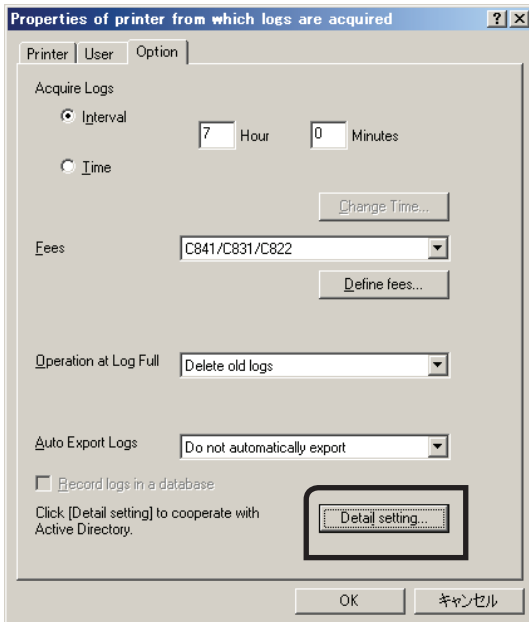 Properties of printer from which logs are acquired
Printer User Option
Acquire Logs
Interval 7 Hour 0 Minutes
Time
Change Time...
Fees C841/C831/C822
Define fees...
Operation at Log Full Delete old logs
Auto Export Logs Do not automatically export
Record logs in a database
Click [Detail setting] to cooperate with
Active Directory.
Detail setting...
OK キャンセル